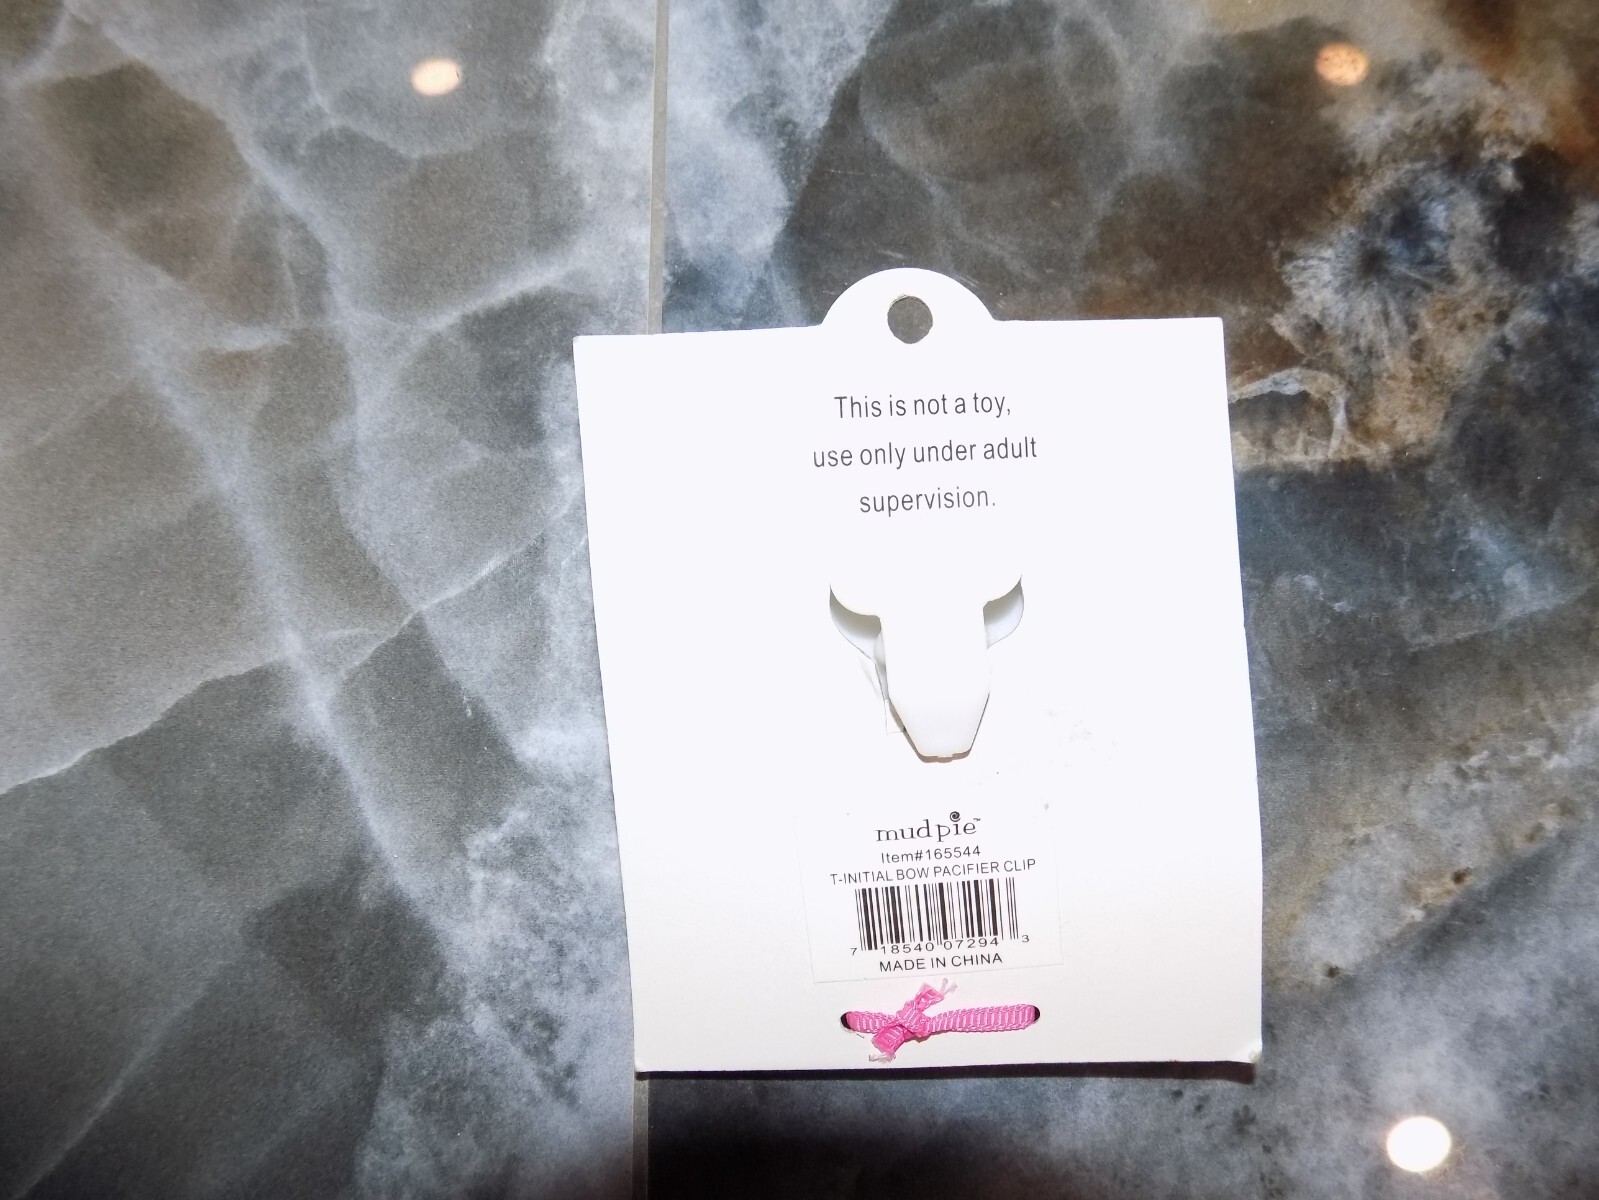 This is not a toy,
use only under adult
supervision.
mud pie™
Item#165544
T-INITIAL BOW PACIFIER CLIP
7 18540 07294 3
MADE IN CHINA